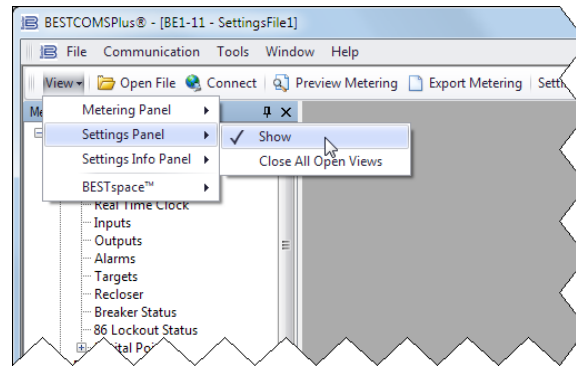 BESTCOMSPlus® - [BE1-11 - SettingsFile1]
File Communication Tools Window Help
View Open File Connect Preview Metering Export Metering
Metering Panel
Settings Panel Show
Settings Info Panel Close All Open Views
BESTspace™
Real Time Clock
Inputs
Outputs
Alarms
Targets
Recloser
Breaker Status
86 Lockout Status